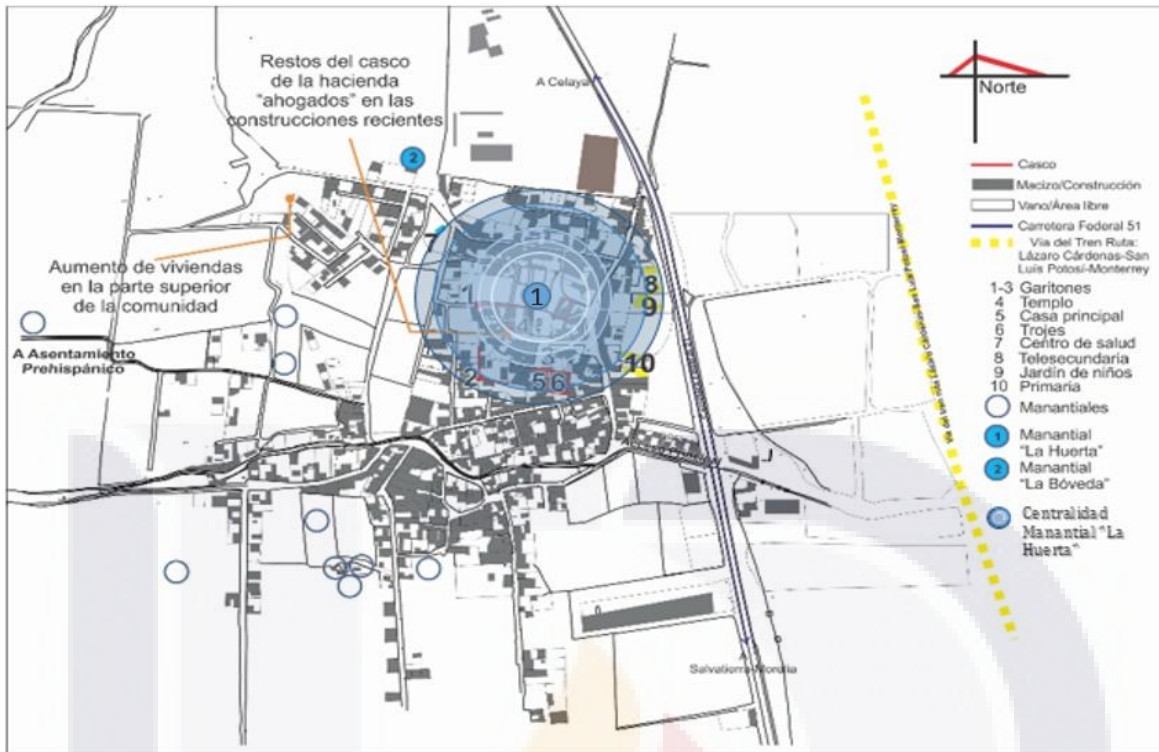 Restos del casco
de la hacienda
"ahogados" en las
construcciones recientes
A Celaya
Norte
2
Casco
Macizo/Construcción
Vano/Área libre
Carretera Federal 51
Vía del Tren Ruta:
Lázaro Cárdenas-San
Luís Potosí-Monterrey
1-3 Garitones
4 Templo
5 Casa principal
6 Trojes
7 Centro de salud
8 Telesecundaria
9 Jardín de niños
10 Primaria
Manantiales
1 Manantial
"La Huerta"
2 Manantial
"La Bóveda"
Centralidad
Manantial "La
Huerta"
Aumento de viviendas
en la parte superior
de la comunidad
A Asentamiento
Prehispánico
7
1
8
9
10
2
5 6
A
Salvatierra-Morelia